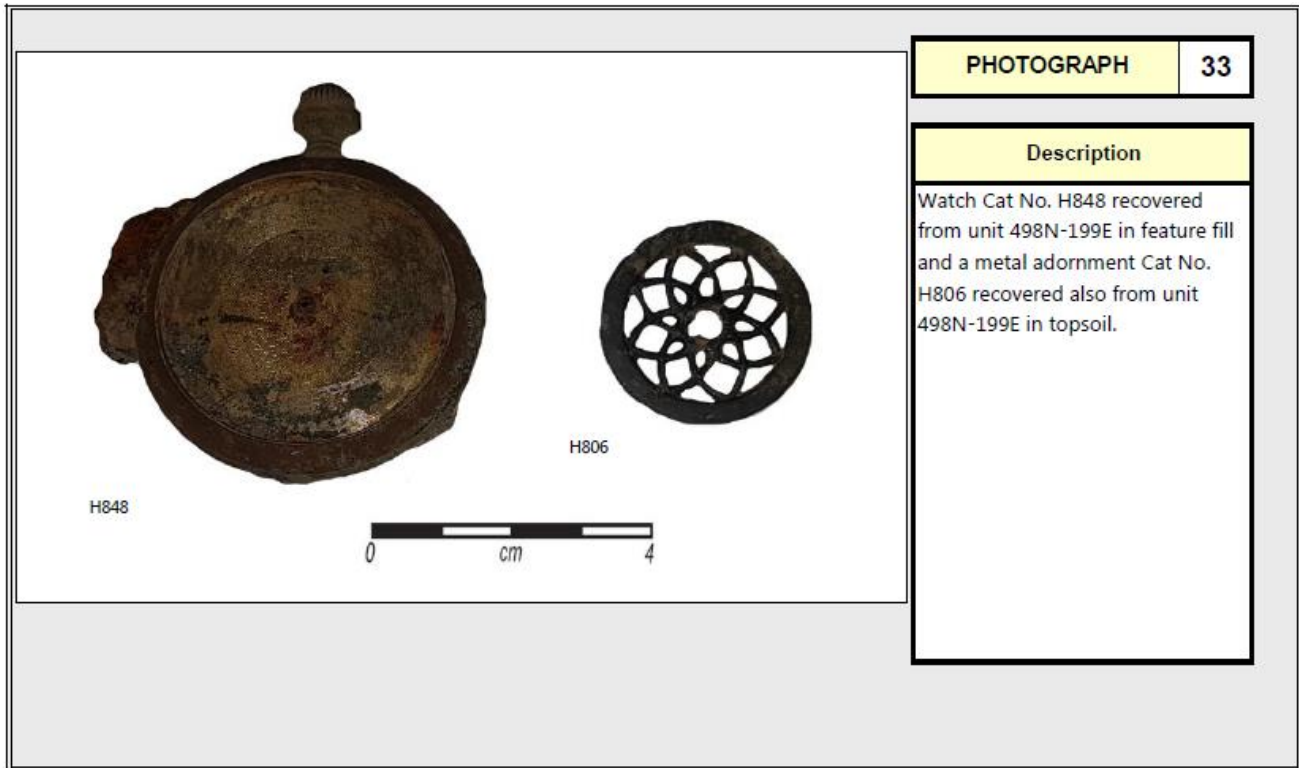 PHOTOGRAPH 33
Description
Watch Cat No. H848 recovered
from unit 498N-199E in feature fill
and a metal adornment Cat No.
H806 recovered also from unit
498N-199E in topsoil.
H806
H848
0 cm 4